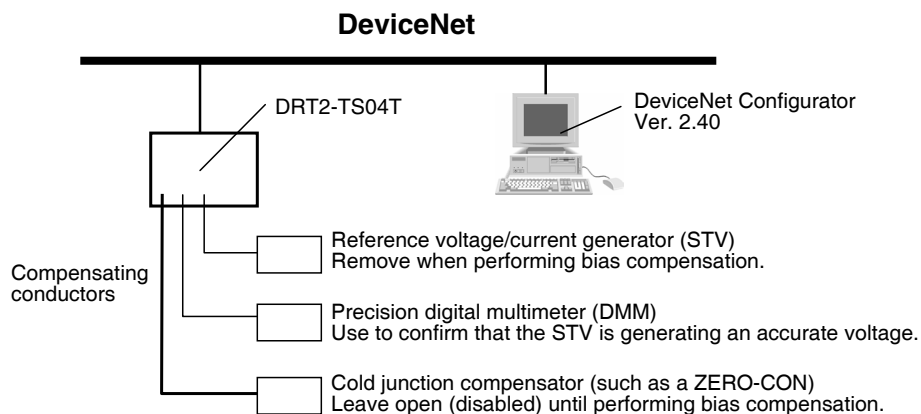 DeviceNet
DRT2-TS04T
DeviceNet Configurator
Ver. 2.40
Reference voltage/current generator (STV)
Remove when performing bias compensation.
Compensating
conductors
Precision digital multimeter (DMM)
Use to confirm that the STV is generating an accurate voltage.
Cold junction compensator (such as a ZERO-CON)
Leave open (disabled) until performing bias compensation.